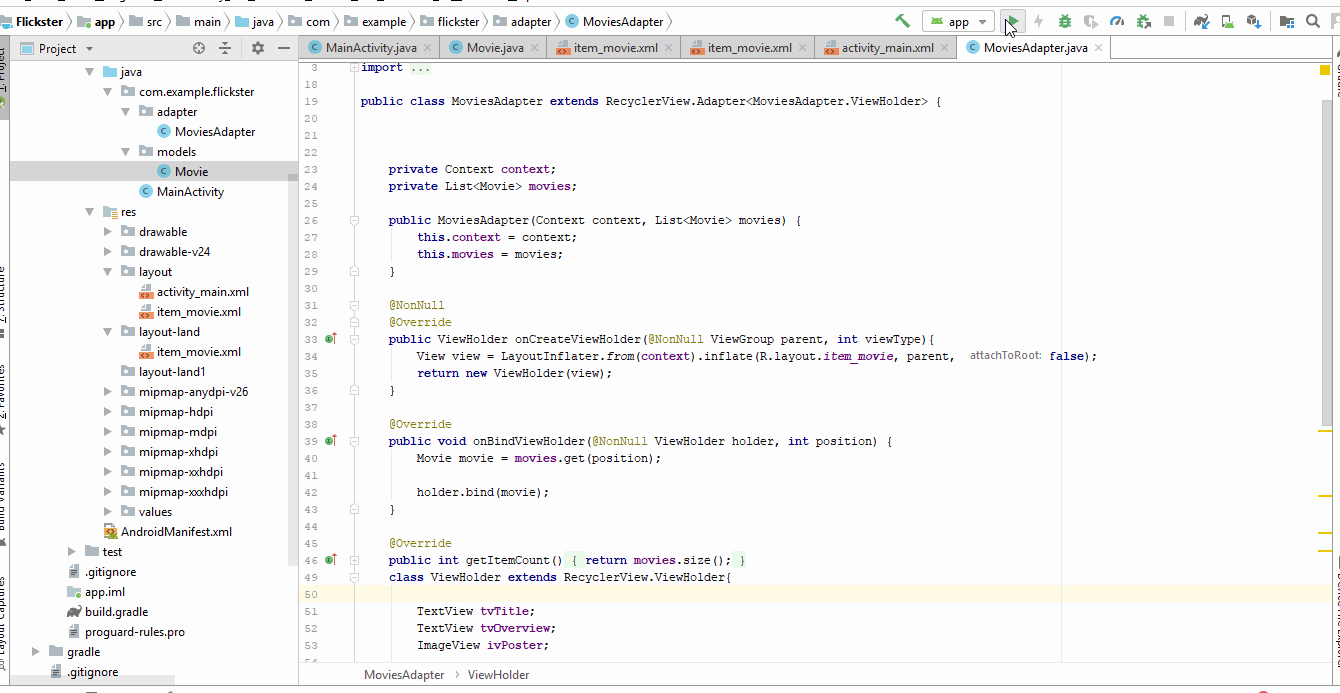 Flickster app src main java com example flickster adapter MoviesAdapter app
Project MainActivity.java Movie.java item_movie.xml item_movie.xml activity_main.xml MoviesAdapter.java
java
com.example.flickster
adapter
MoviesAdapter
models
Movie
MainActivity
res
drawable
drawable-v24
layout
activity_main.xml
item_movie.xml
layout-land
item_movie.xml
layout-land1
mipmap-anydpi-v26
mipmap-hdpi
mipmap-mdpi
mipmap-xhdpi
mipmap-xxhdpi
mipmap-xxxhdpi
values
AndroidManifest.xml
test
.gitignore
app.iml
build.gradle
proguard-rules.pro
gradle
.gitignore
3 import ...
18
19 public class MoviesAdapter extends RecyclerView.Adapter<MoviesAdapter.ViewHolder> {
20
21
22
23 private Context context;
24 private List<Movie> movies;
25
26 public MoviesAdapter(Context context, List<Movie> movies) {
27 this.context = context;
28 this.movies = movies;
29 }
30
31 @NonNull
32 @Override
33 public ViewHolder onCreateViewHolder(@NonNull ViewGroup parent, int viewType){
34 View view = LayoutInflater.from(context).inflate(R.layout.item_movie, parent, attachToRoot: false);
35 return new ViewHolder(view);
36 }
37
38 @Override
39 public void onBindViewHolder(@NonNull ViewHolder holder, int position) {
40 Movie movie = movies.get(position);
41
42 holder.bind(movie);
43 }
44
45 @Override
46 public int getItemCount() { return movies.size(); }
49 class ViewHolder extends RecyclerView.ViewHolder{
50
51 TextView tvTitle;
52 TextView tvOverview;
53 ImageView ivPoster;
MoviesAdapter ViewHolder